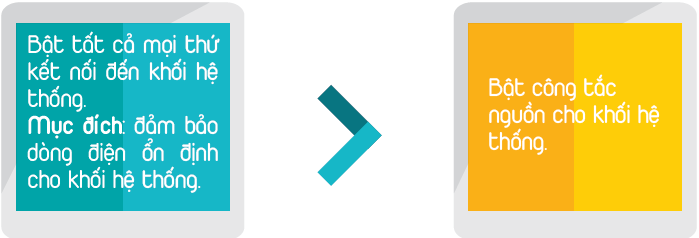 Bật tất cả mọi thứ
kết nối đến khối hệ
thống.
Mục đích: đảm bảo
dòng điện ổn định
cho khối hệ thống.
Bật công tắc
nguồn cho khối hệ
thống.